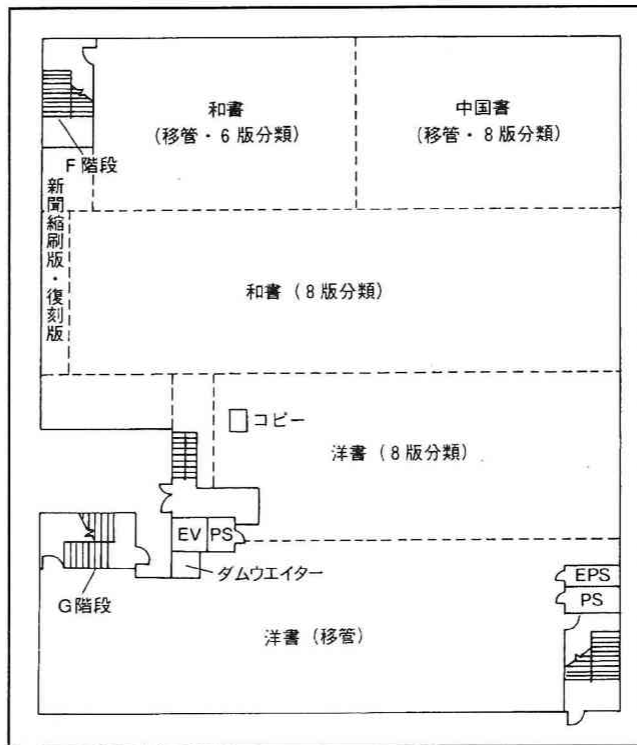 和書
(移管・6版分類)
中国書
(移管・8版分類)
F階段
新聞縮刷版・復刻版
和書(8版分類)
コピー
洋書(8版分類)
EV
PS
ダムウエイター
G階段
EPS
PS
洋書(移管)